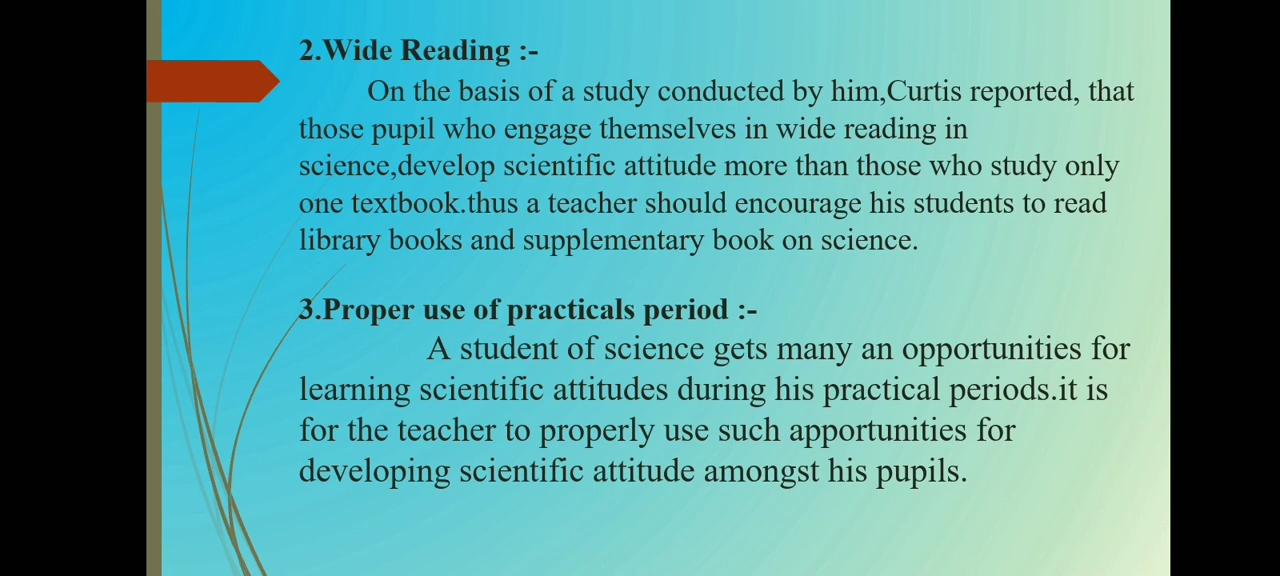 2.Wide Reading :-
On the basis of a study conducted by him,Curtis reported, that
those pupil who engage themselves in wide reading in
science,develop scientific attitude more than those who study only
one textbook.thus a teacher should encourage his students to read
library books and supplementary book on science.
3.Proper use of practicals period :-
A student of science gets many an opportunities for
learning scientific attitudes during his practical periods.it is
for the teacher to properly use such apportunities for
developing scientific attitude amongst his pupils.